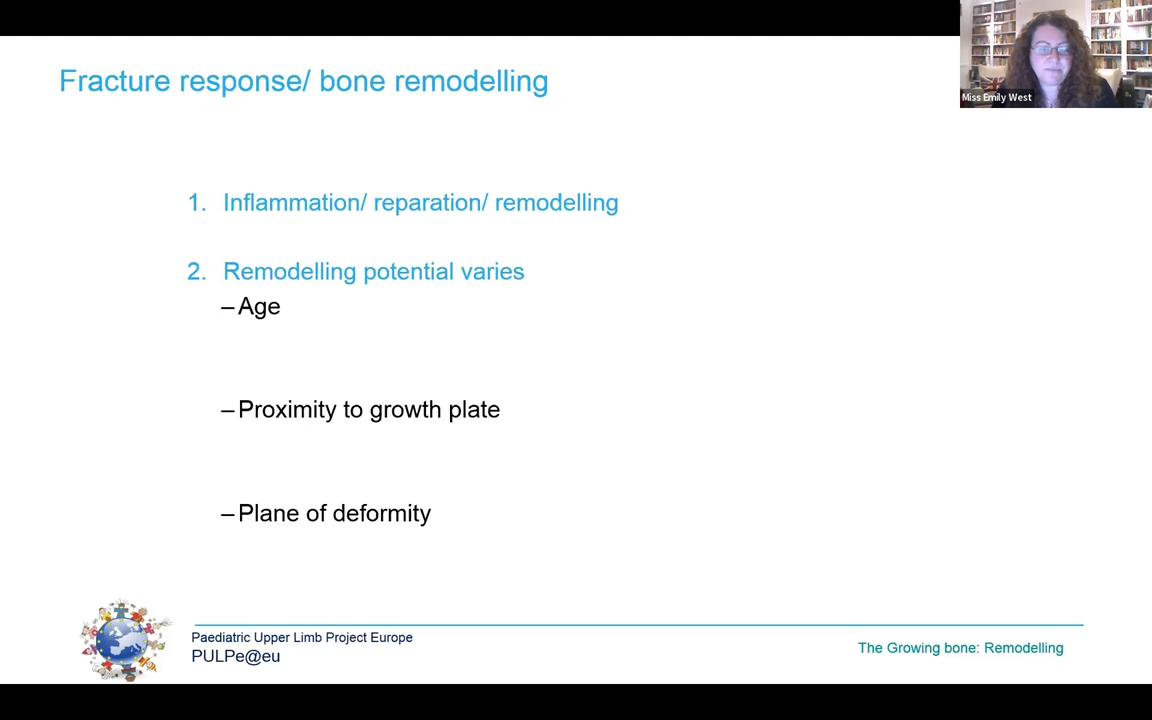 Fracture response/ bone remodelling
Miss Emily West
1. Inflammation/ reparation/ remodelling
2. Remodelling potential varies
–Age
–Proximity to growth plate
–Plane of deformity
Paediatric Upper Limb Project Europe
PULPe@eu
The Growing bone: Remodelling